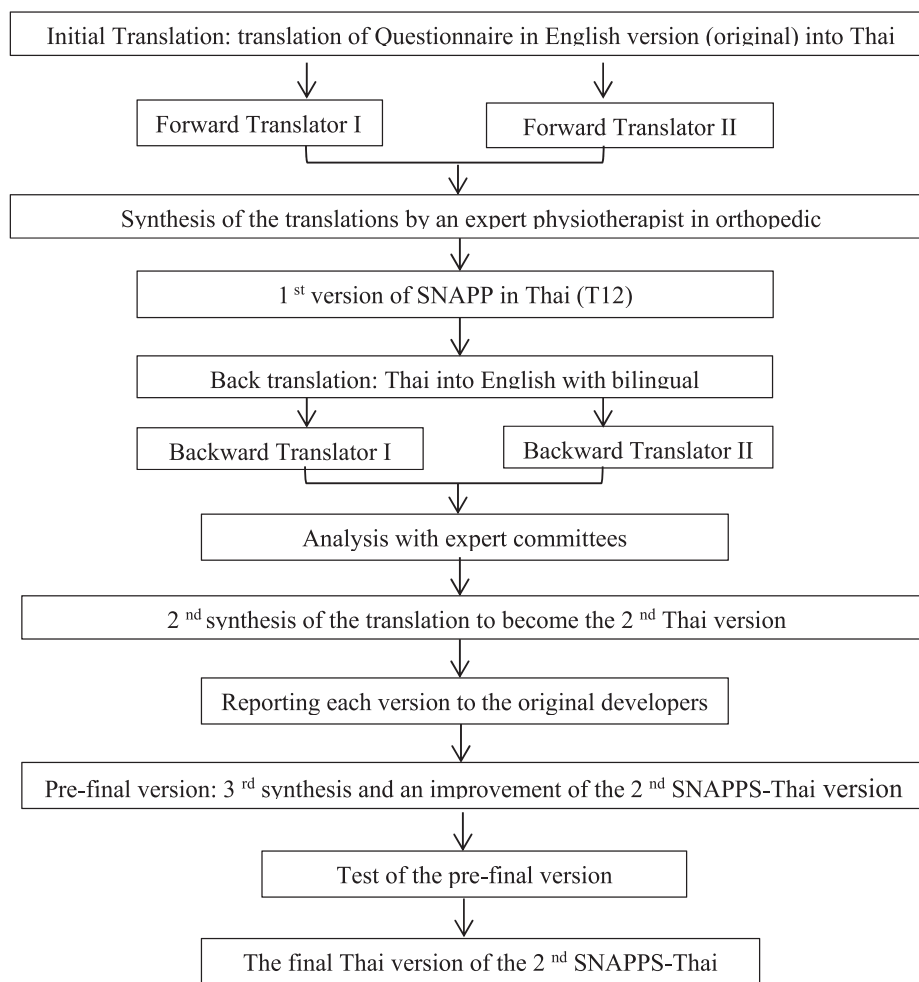 Initial Translation: translation of Questionnaire in English version (original) into Thai
Forward Translator I
Forward Translator II
Synthesis of the translations by an expert physiotherapist in orthopedic
1 st version of SNAPP in Thai (T12)
Back translation: Thai into English with bilingual
Backward Translator I
Backward Translator II
Analysis with expert committees
2 nd synthesis of the translation to become the 2 nd Thai version
Reporting each version to the original developers
Pre-final version: 3 rd synthesis and an improvement of the 2 nd SNAPPS-Thai version
Test of the pre-final version
The final Thai version of the 2 nd SNAPPS-Thai